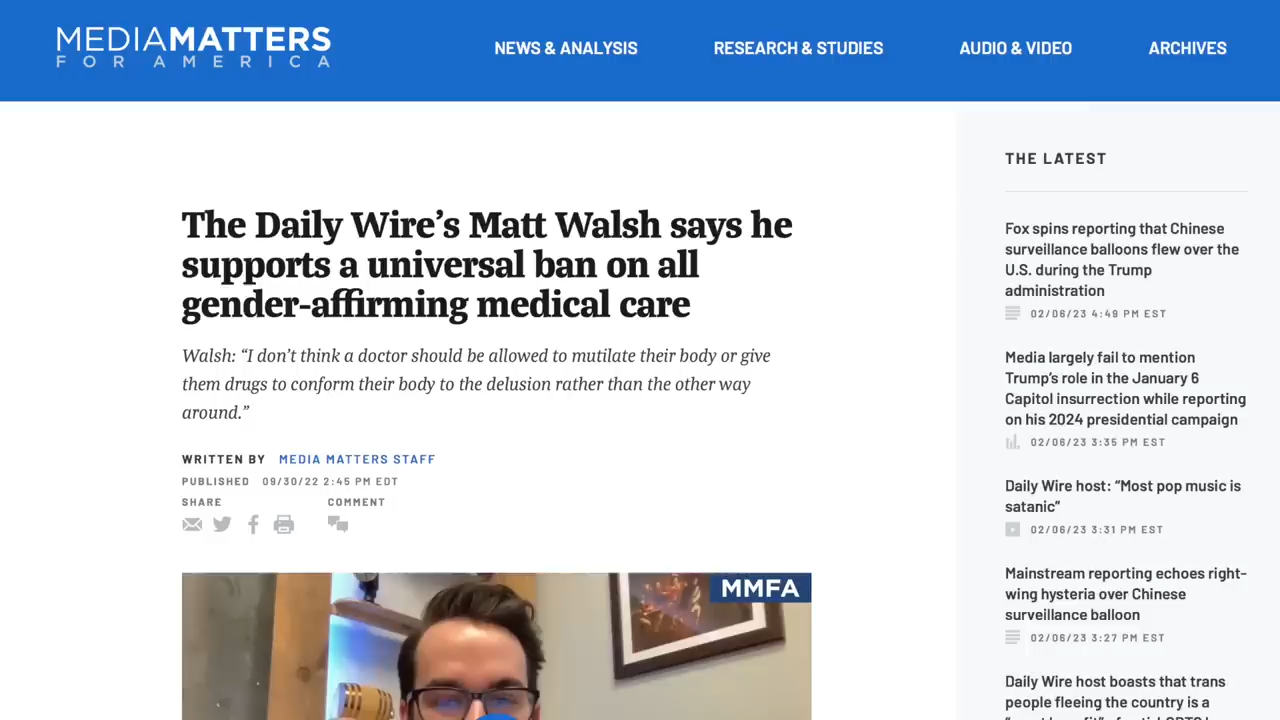 MEDIAMATTERS
FOR AMERICA
NEWS & ANALYSIS
RESEARCH & STUDIES
AUDIO & VIDEO
ARCHIVES
The Daily Wire’s Matt Walsh says he
supports a universal ban on all
gender-affirming medical care
Walsh: “I don’t think a doctor should be allowed to mutilate their body or give
them drugs to conform their body to the delusion rather than the other way
around.”
WRITTEN BY MEDIA MATTERS STAFF
PUBLISHED 09/30/22 2:45 PM EDT
SHARE
COMMENT
MMFA
THE LATEST
Fox spins reporting that Chinese
surveillance balloons flew over the
U.S. during the Trump
administration
02/06/23 4:49 PM EST
Media largely fail to mention
Trump’s role in the January 6
Capitol insurrection while reporting
on his 2024 presidential campaign
02/06/23 3:35 PM EST
Daily Wire host: “Most pop music is
satanic”
02/06/23 3:31 PM EST
Mainstream reporting echoes right-
wing hysteria over Chinese
surveillance balloon
02/06/23 3:27 PM EST
Daily Wire host boasts that trans
people fleeing the country is a